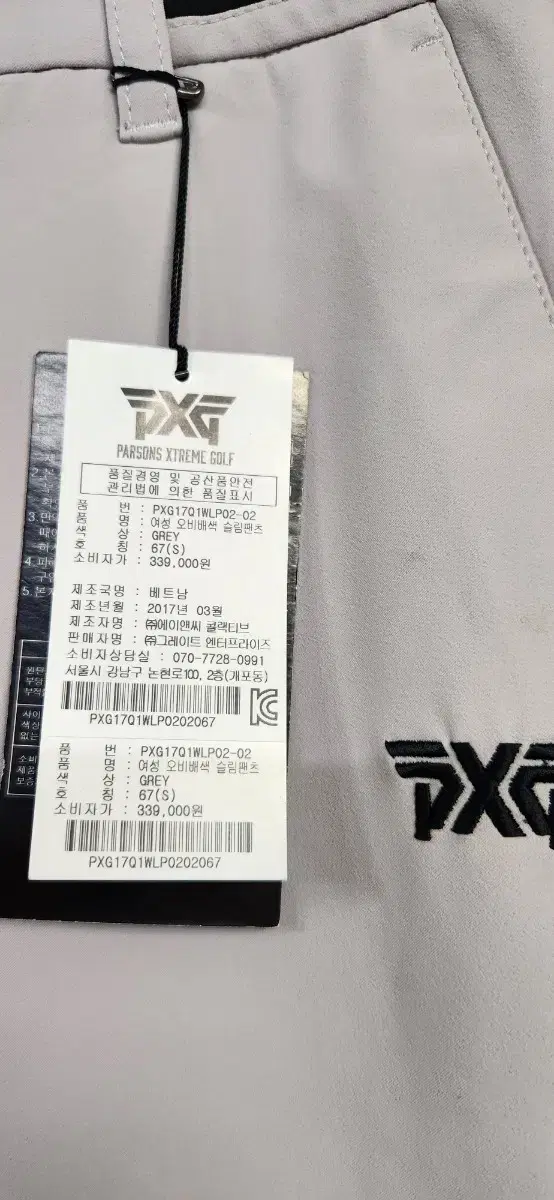 PXG
PARSONS XTREME GOLF
품질경영 및 공산품안전
관리법에 의한 품질표시
품 번 : PXG17Q1WLP02-02
품 명 : 여성 오비배색 슬림팬츠
색 상 : GREY
호 칭 : 67(S)
소비자가 : 339,000원
제조국명 : 베트남
제조년월 : 2017년 03월
제조자명 : ㈜에이앤씨 콜랙티브
판매자명 : ㈜그레이트 엔터프라이즈
소비자상담실 : 070-7728-0991
서울시 강남구 논현로100, 2층(개포동)
PXG17Q1WLP0202067
품 번 : PXG17Q1WLP02-02
품 명 : 여성 오비배색 슬림팬츠
색 상 : GREY
호 칭 : 67(S)
소비자가 : 339,000원
PXG17Q1WLP0202067
PXG